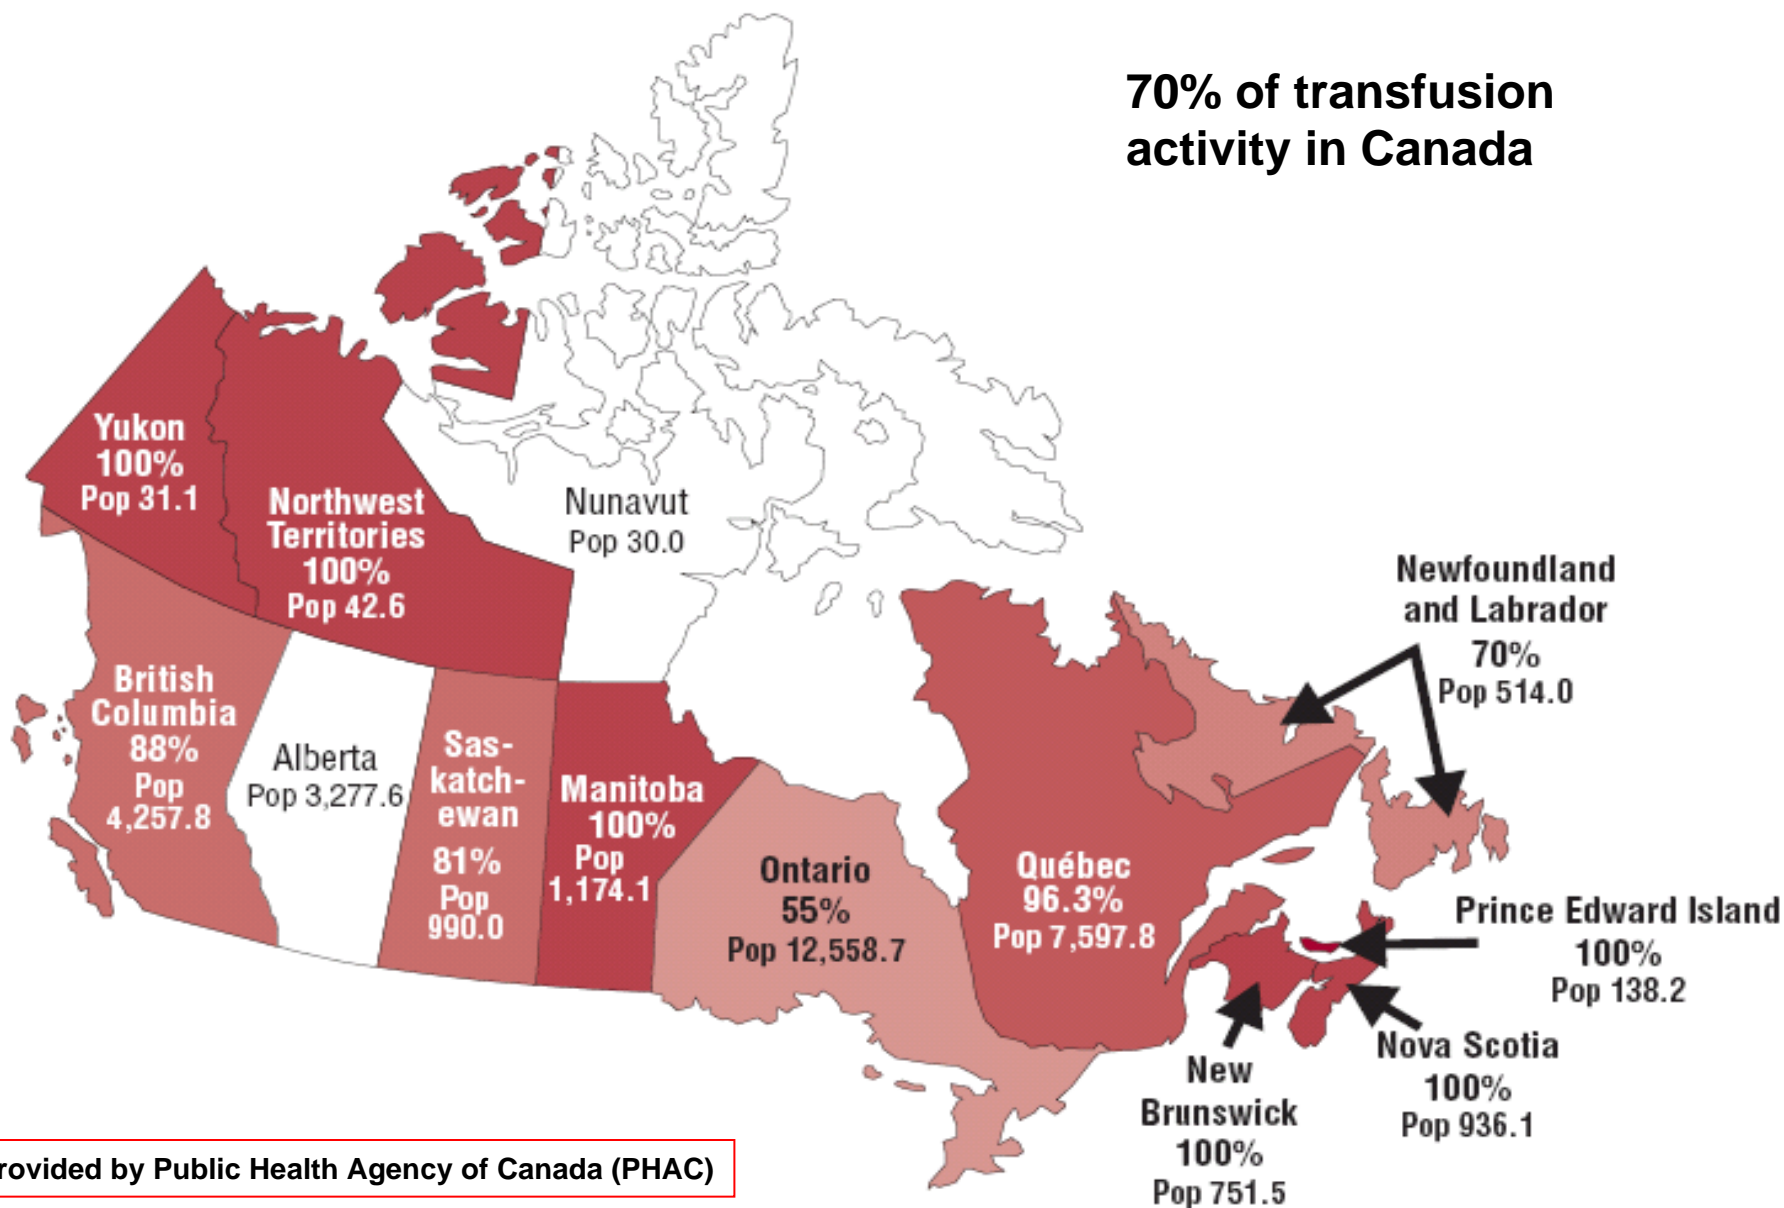 70% of transfusion
activity in Canada
Yukon
100%
Pop 31.1
Northwest
Territories
100%
Pop 42.6
Nunavut
Pop 30.0
Newfoundland
and Labrador
70%
Pop 514.0
British
Columbia
88%
Pop
4,257.8
Alberta
Pop 3,277.6
Sas-
katch-
ewan
81%
Pop
990.0
Manitoba
100%
Pop
1,174.1
Ontario
55%
Pop 12,558.7
Québec
96.3%
Pop 7,597.8
Prince Edward Island
100%
Pop 138.2
Nova Scotia
100%
Pop 936.1
New
Brunswick
100%
Pop 751.5
rovided by Public Health Agency of Canada (PHAC)